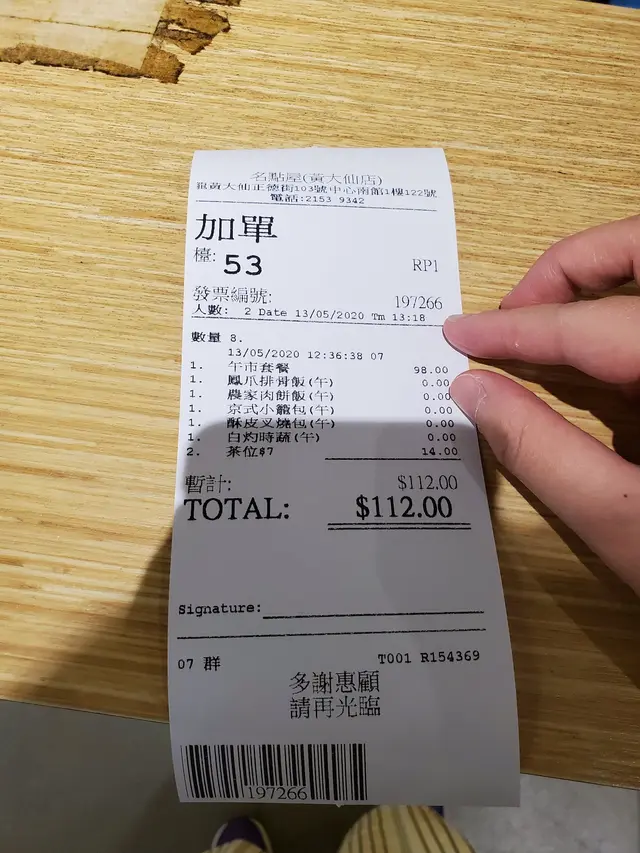 名點屋(黃大仙店)
龍黃大仙正德街103號中心南館1樓122號
電話:2153 9342
加單
檯: 53 RP1
發票編號: 197266
人數: 2 Date 13/05/2020 Tm 13:18
數量 8.
13/05/2020 12:36:38 07
1. 午市套餐 98.00
1. 鳳爪排骨飯(午) 0.00
1. 農家肉餅飯(午) 0.00
1. 京式小籠包(午) 0.00
1. 酥皮叉燒包(午) 0.00
1. 白灼時蔬(午) 0.00
2. 茶位$7 14.00
暫計: $112.00
TOTAL: $112.00
Signature:
07 群 T001 R154369
多謝惠顧
請再光臨
197266